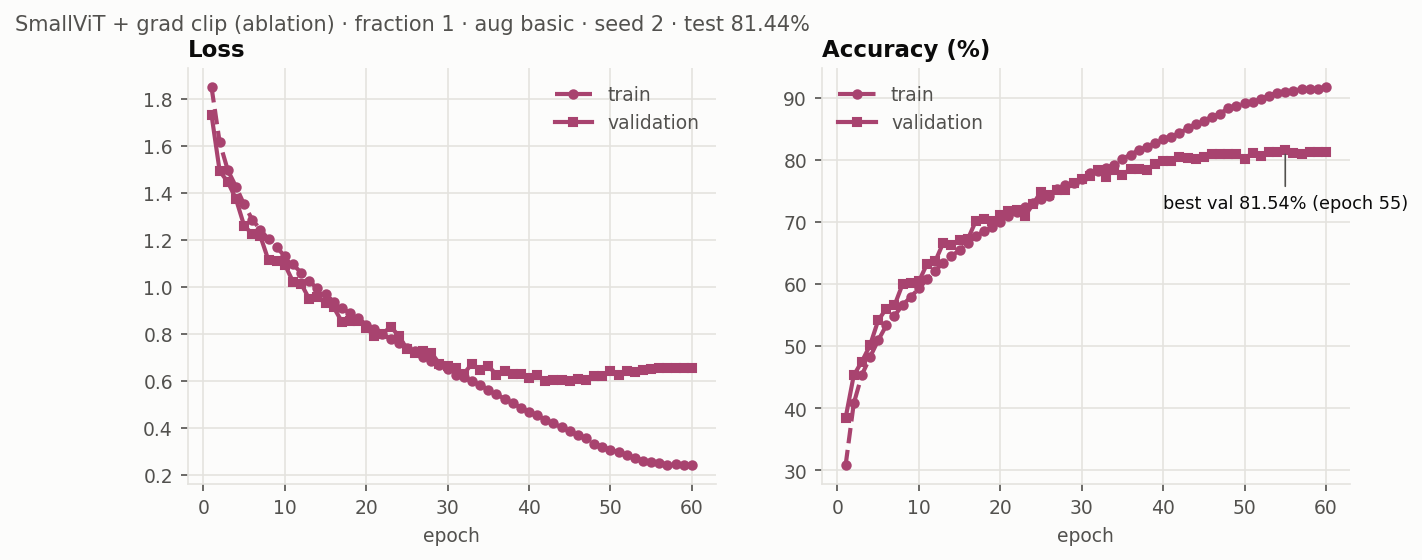 SmallViT + grad clip (ablation) · fraction 1 · aug basic · seed 2 · test 81.44%
Loss
train
validation
1.8
1.6
1.4
1.2
1.0
0.8
0.6
0.4
0.2
0 10 20 30 40 50 60
epoch
Accuracy (%)
train
validation
best val 81.54% (epoch 55)
90
80
70
60
50
40
30
0 10 20 30 40 50 60
epoch